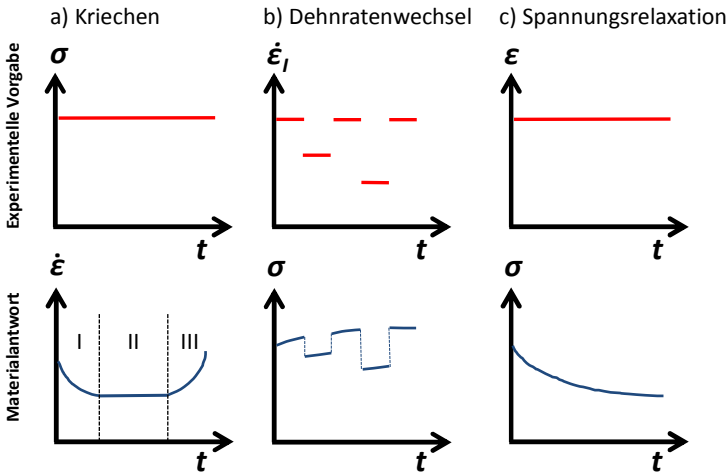 a) Kriechen
b) Dehnratenwechsel
c) Spannungsrelaxation
Experimentelle Vorgabe
σ
t
ε̇I
t
ε
t
Materialantwort
ε̇
I
II
III
t
σ
t
σ
t